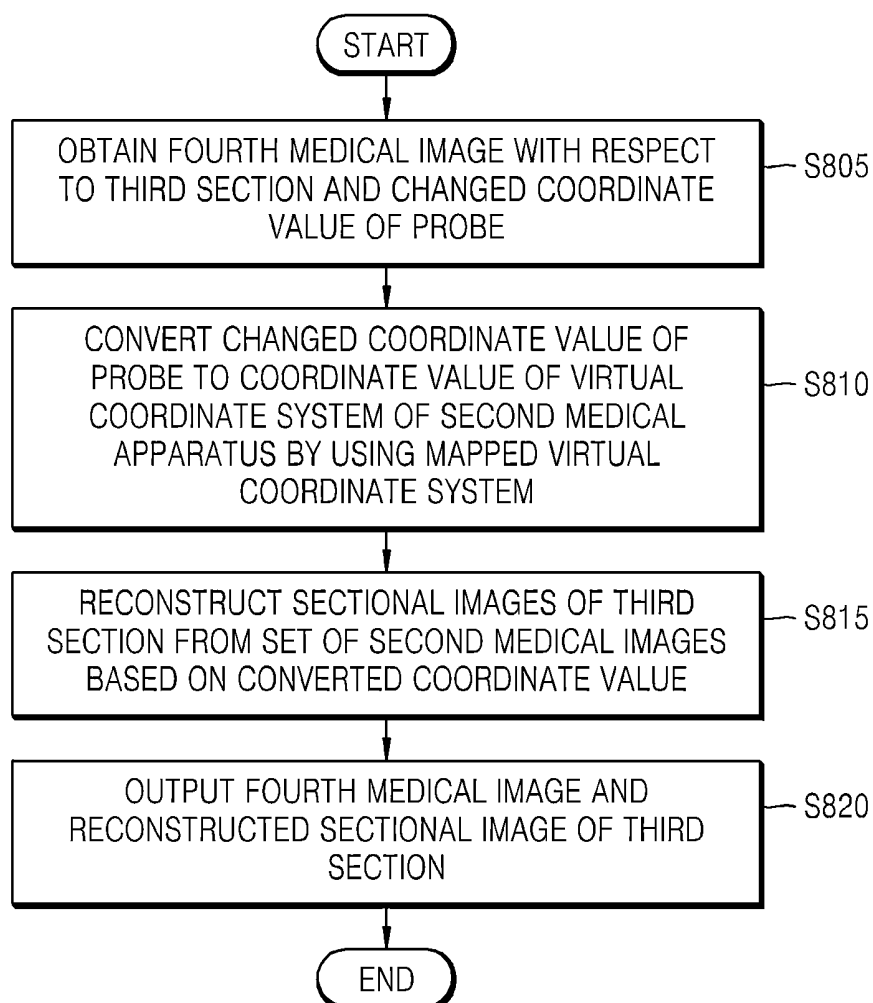 START
OBTAIN FOURTH MEDICAL IMAGE WITH RESPECT
TO THIRD SECTION AND CHANGED COORDINATE
VALUE OF PROBE
S805
CONVERT CHANGED COORDINATE VALUE OF
PROBE TO COORDINATE VALUE OF VIRTUAL
COORDINATE SYSTEM OF SECOND MEDICAL
APPARATUS BY USING MAPPED VIRTUAL
COORDINATE SYSTEM
S810
RECONSTRUCT SECTIONAL IMAGES OF THIRD
SECTION FROM SET OF SECOND MEDICAL IMAGES
BASED ON CONVERTED COORDINATE VALUE
S815
OUTPUT FOURTH MEDICAL IMAGE AND
RECONSTRUCTED SECTIONAL IMAGE OF THIRD
SECTION
S820
END